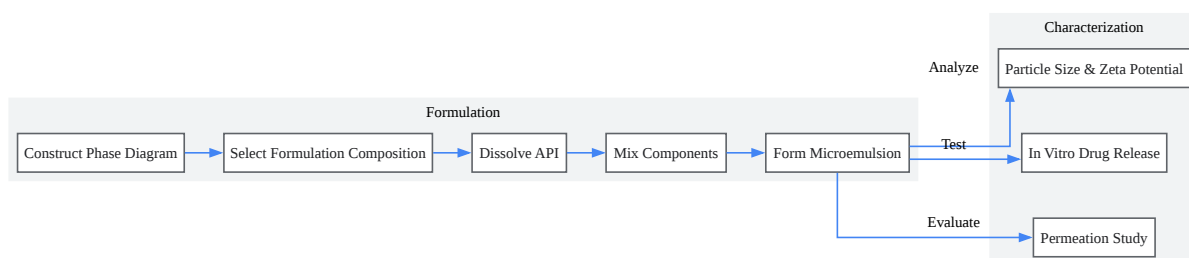 Characterization
Analyze
Particle Size & Zeta Potential
Formulation
Construct Phase Diagram
Select Formulation Composition
Dissolve API
Mix Components
Form Microemulsion
Test
In Vitro Drug Release
Evaluate
Permeation Study